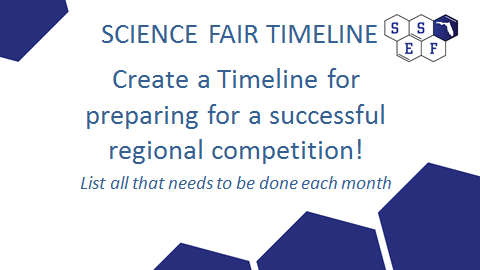 SCIENCE FAIR TIMELINE
S S
E F
Create a Timeline for
preparing for a successful
regional competition!
List all that needs to be done each month